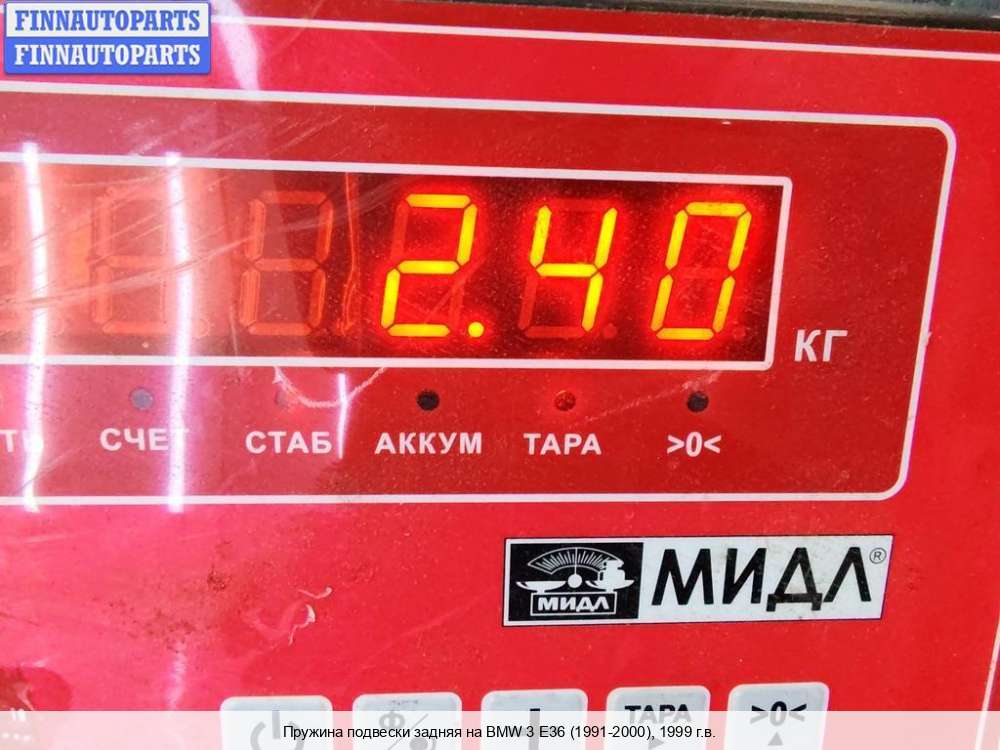 FINNAUTOPARTS
FINNAUTOPARTS
2.40
КГ
СЧЕТ СТАБ АККУМ ТАРА >0<
МИДЛ МИДЛ®
ТАРА >0<
Пружина подвески задняя на BMW 3 E36 (1991-2000), 1999 г.в.